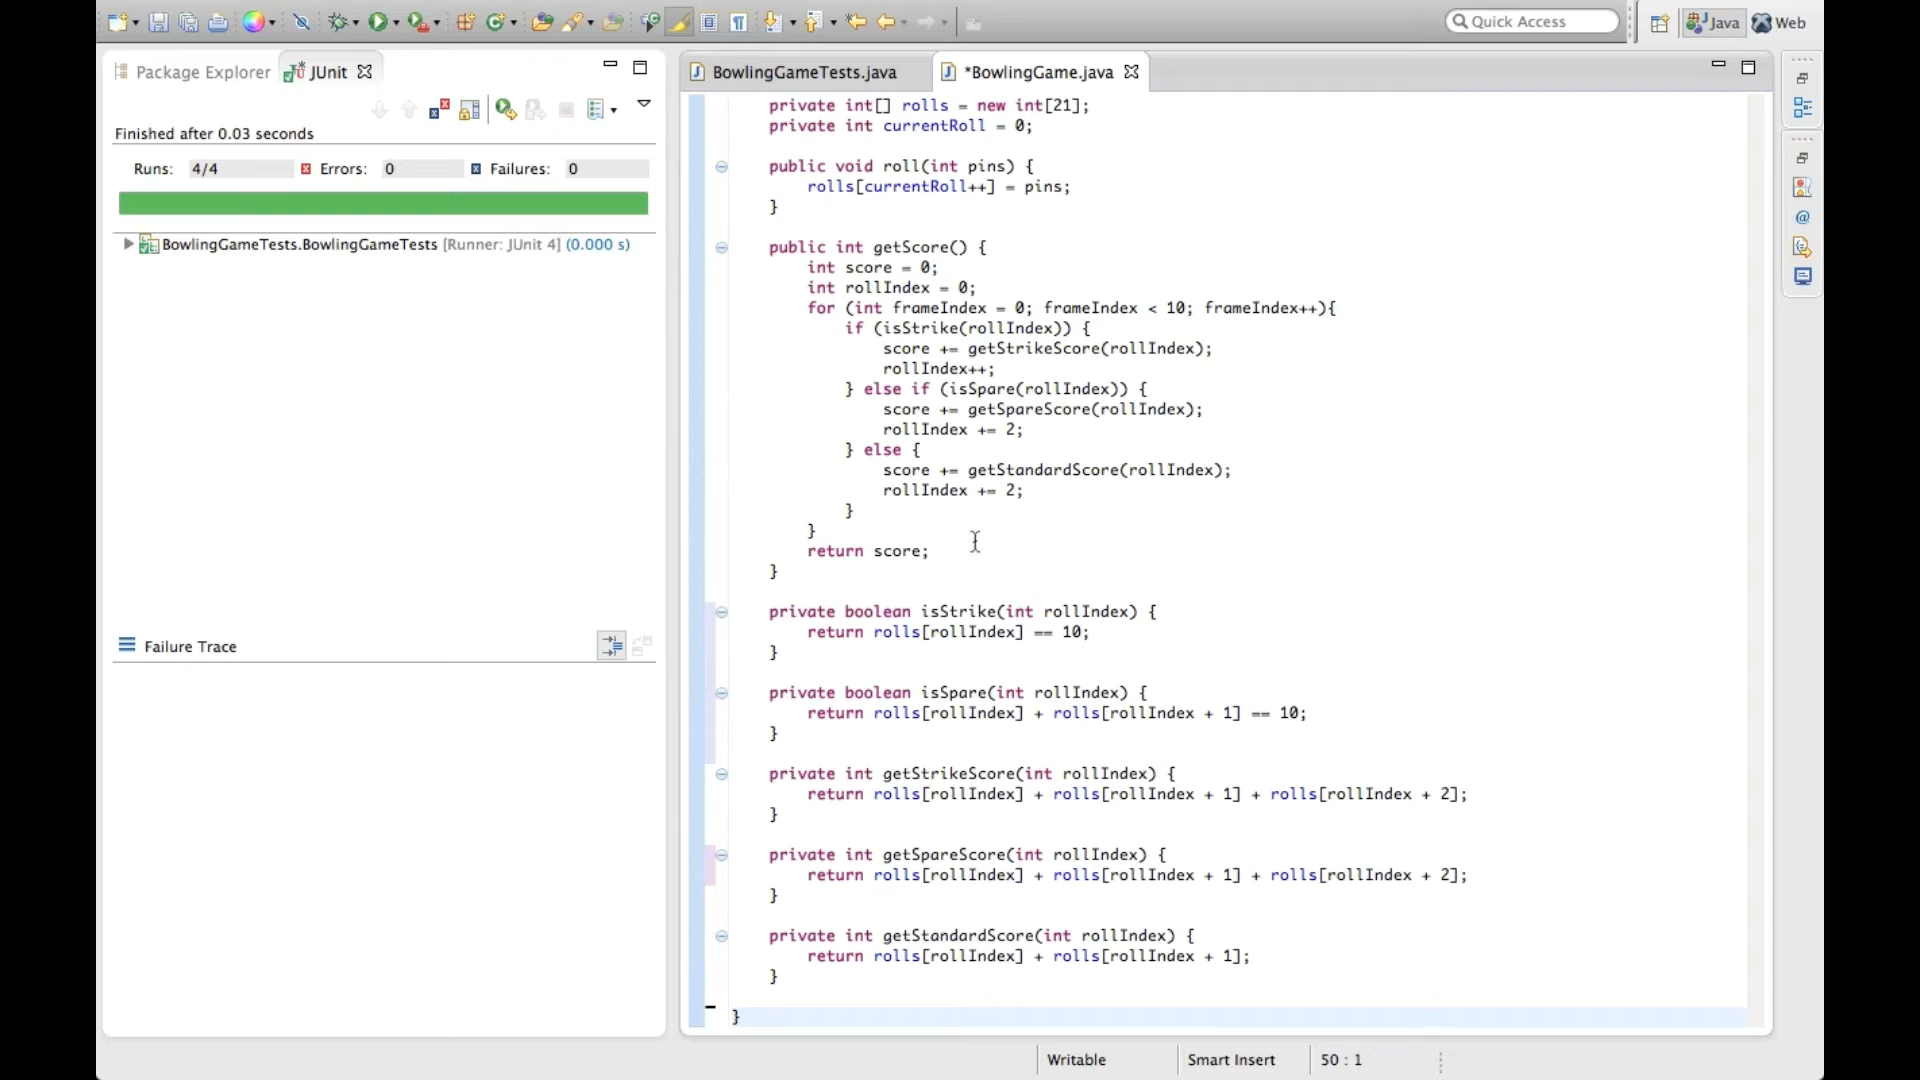 Quick Access
Java
Web
Package Explorer
JUnit
BowlingGameTests.java
*BowlingGame.java
Finished after 0.03 seconds
Runs: 4/4 Errors: 0 Failures: 0
BowlingGameTests.BowlingGameTests [Runner: JUnit 4] (0.000 s)
Failure Trace
private int[] rolls = new int[21];
private int currentRoll = 0;
public void roll(int pins) {
rolls[currentRoll++] = pins;
}
public int getScore() {
int score = 0;
int rollIndex = 0;
for (int frameIndex = 0; frameIndex < 10; frameIndex++){
if (isStrike(rollIndex)) {
score += getStrikeScore(rollIndex);
rollIndex++;
} else if (isSpare(rollIndex)) {
score += getSpareScore(rollIndex);
rollIndex += 2;
} else {
score += getStandardScore(rollIndex);
rollIndex += 2;
}
}
return score;
}
private boolean isStrike(int rollIndex) {
return rolls[rollIndex] == 10;
}
private boolean isSpare(int rollIndex) {
return rolls[rollIndex] + rolls[rollIndex + 1] == 10;
}
private int getStrikeScore(int rollIndex) {
return rolls[rollIndex] + rolls[rollIndex + 1] + rolls[rollIndex + 2];
}
private int getSpareScore(int rollIndex) {
return rolls[rollIndex] + rolls[rollIndex + 1] + rolls[rollIndex + 2];
}
private int getStandardScore(int rollIndex) {
return rolls[rollIndex] + rolls[rollIndex + 1];
}
}
Writable
Smart Insert
50 : 1